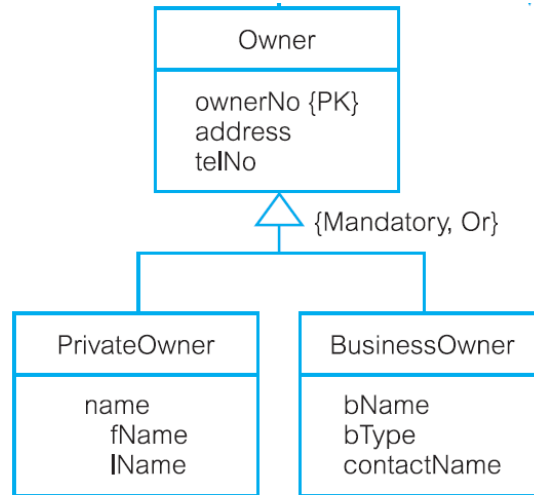 Owner
ownerNo {PK}
address
telNo
{Mandatory, Or}
PrivateOwner
name
fName
lName
BusinessOwner
bName
bType
contactName